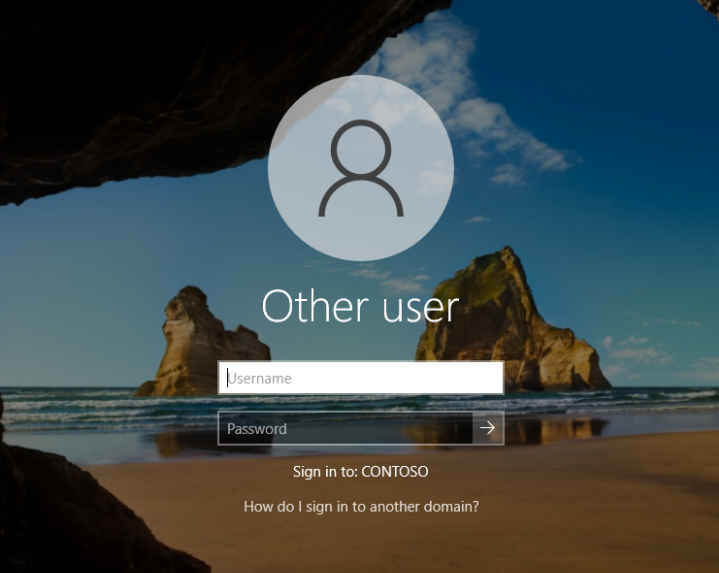 Other user
Username
Password
Sign in to: CONTOSO
How do I sign in to another domain?